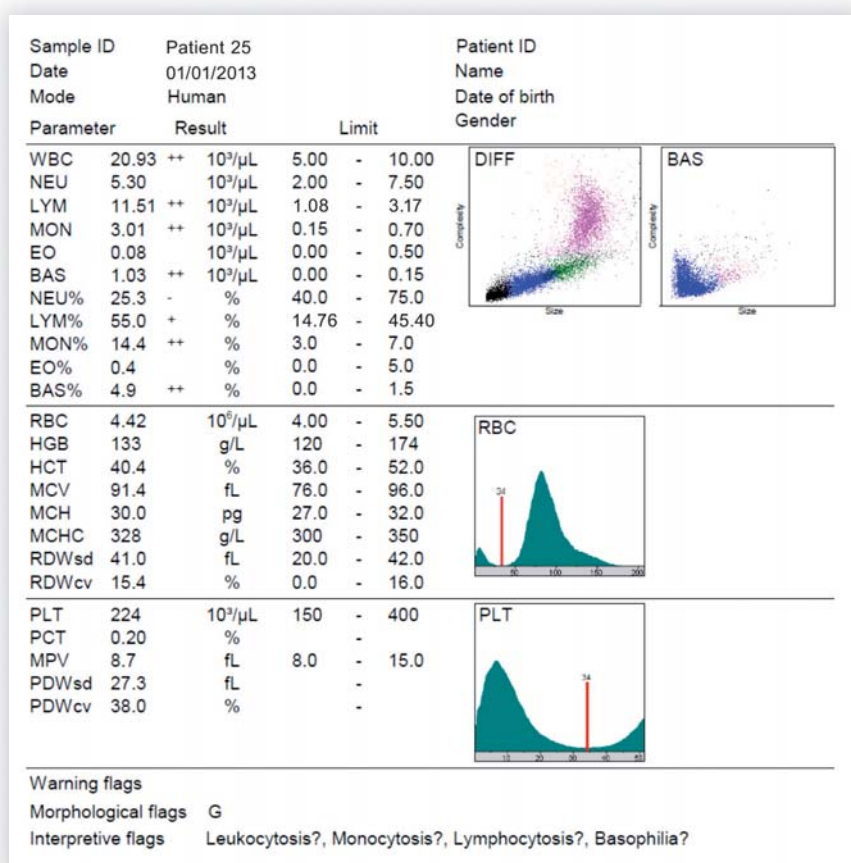 Sample ID Patient 25 Patient ID
Date 01/01/2013 Name
Mode Human Date of birth
Gender
Parameter Result Limit
WBC 20.93 ++ 10³/µL 5.00 - 10.00
NEU 5.30 10³/µL 2.00 - 7.50
LYM 11.51 ++ 10³/µL 1.08 - 3.17
MON 3.01 ++ 10³/µL 0.15 - 0.70
EO 0.08 10³/µL 0.00 - 0.50
BAS 1.03 ++ 10³/µL 0.00 - 0.15
NEU% 25.3 - % 40.0 - 75.0
LYM% 55.0 + % 14.76 - 45.40
MON% 14.4 ++ % 3.0 - 7.0
EO% 0.4 % 0.0 - 5.0
BAS% 4.9 ++ % 0.0 - 1.5
DIFF
Complexity
Size
BAS
Complexity
Size
RBC 4.42 10⁶/µL 4.00 - 5.50
HGB 133 g/L 120 - 174
HCT 40.4 % 36.0 - 52.0
MCV 91.4 fL 76.0 - 96.0
MCH 30.0 pg 27.0 - 32.0
MCHC 328 g/L 300 - 350
RDWsd 41.0 fL 20.0 - 42.0
RDWcv 15.4 % 0.0 - 16.0
RBC
34
50 100 150 200
PLT 224 10³/µL 150 - 400
PCT 0.20 % -
MPV 8.7 fL 8.0 - 15.0
PDWsd 27.3 fL -
PDWcv 38.0 % -
PLT
34
10 20 30 40 50
Warning flags
Morphological flags G
Interpretive flags Leukocytosis?, Monocytosis?, Lymphocytosis?, Basophilia?